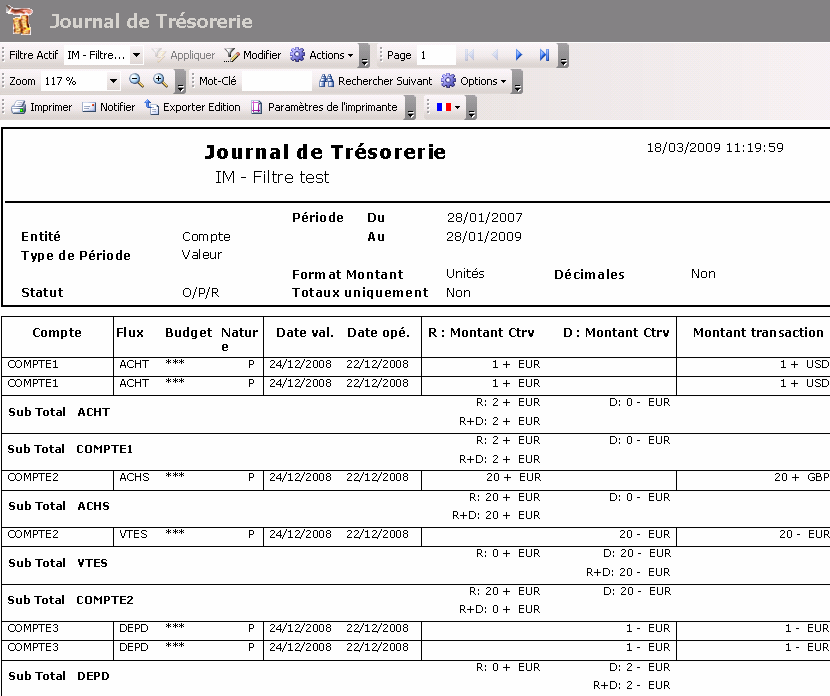 Journal de Trésorerie
Filtre Actif IM - Filtre... Appliquer Modifier Actions Page 1
Zoom 117 % Mot-Clé Rechercher Suivant Options
Imprimer Notifier Exporter Edition Paramètres de l'imprimante
Journal de Trésorerie 18/03/2009 11:19:59
IM - Filtre test
Période Du 28/01/2007
Entité Compte Au 28/01/2009
Type de Période Valeur
Format Montant Unités Décimales Non
Statut O/P/R Totaux uniquement Non
Compte Flux Budget Natur Date val. Date opé. R : Montant Ctrv D : Montant Ctrv Montant transaction
e
COMPTE1 ACHT *** P 24/12/2008 22/12/2008 1 + EUR 1 + USD
COMPTE1 ACHT *** P 24/12/2008 22/12/2008 1 + EUR 1 + USD
R: 2 + EUR D: 0 - EUR
Sub Total ACHT
R+D: 2 + EUR
R: 2 + EUR D: 0 - EUR
Sub Total COMPTE1
R+D: 2 + EUR
COMPTE2 ACHS *** P 24/12/2008 22/12/2008 20 + EUR 20 + GBP
R: 20 + EUR D: 0 - EUR
Sub Total ACHS
R+D: 20 + EUR
COMPTE2 VTES *** P 24/12/2008 22/12/2008 20 - EUR 20 - EUR
R: 0 + EUR D: 20 - EUR
Sub Total VTES
R+D: 20 - EUR
R: 20 + EUR D: 20 - EUR
Sub Total COMPTE2
R+D: 0 + EUR
COMPTE3 DEPD *** P 24/12/2008 22/12/2008 1 - EUR 1 - EUR
COMPTE3 DEPD *** P 24/12/2008 22/12/2008 1 - EUR 1 - EUR
R: 0 + EUR D: 2 - EUR
Sub Total DEPD
R+D: 2 - EUR